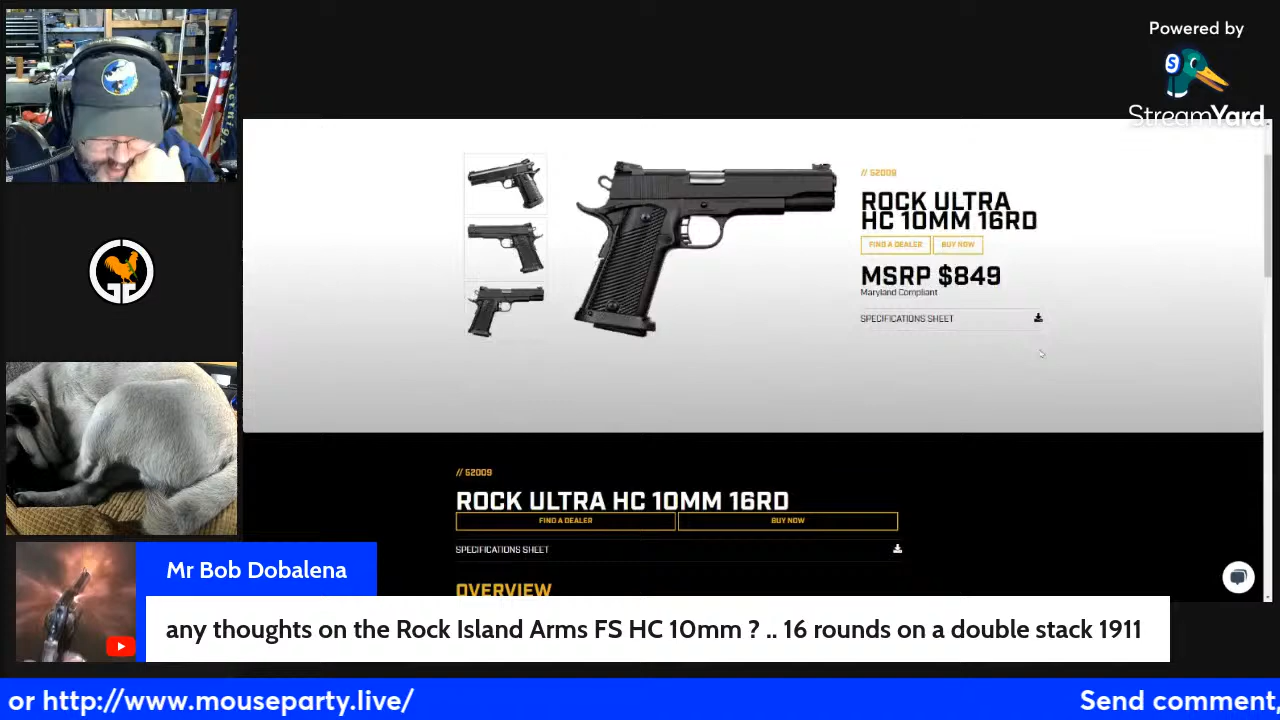 Powered by
StreamYard
// 52009
ROCK ULTRA
HC 10MM 16RD
FIND A DEALER
BUY NOW
MSRP $849
Maryland Compliant
SPECIFICATIONS SHEET
// 52009
ROCK ULTRA HC 10MM 16RD
FIND A DEALER
BUY NOW
SPECIFICATIONS SHEET
OVERVIEW
Mr Bob Dobalena
any thoughts on the Rock Island Arms FS HC 10mm ? .. 16 rounds on a double stack 1911
or http://www.mouseparty.live/
Send comment,